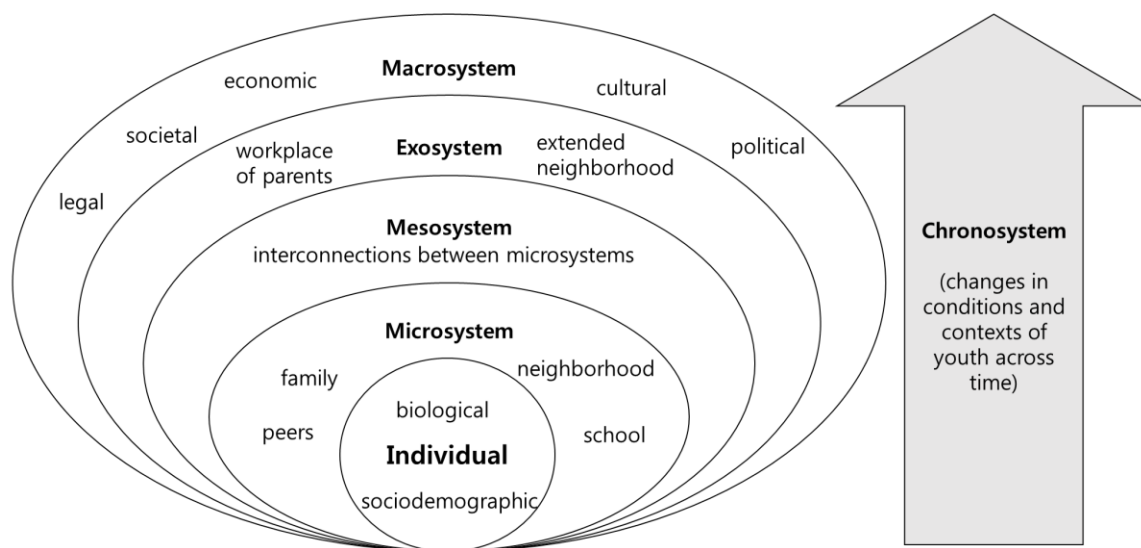 Macrosystem
economic
cultural
societal
political
legal
Exosystem
workplace
of parents
extended
neighborhood
Mesosystem
interconnections between microsystems
Microsystem
family
neighborhood
peers
school
biological
Individual
sociodemographic
Chronosystem
(changes in
conditions and
contexts of
youth across
time)